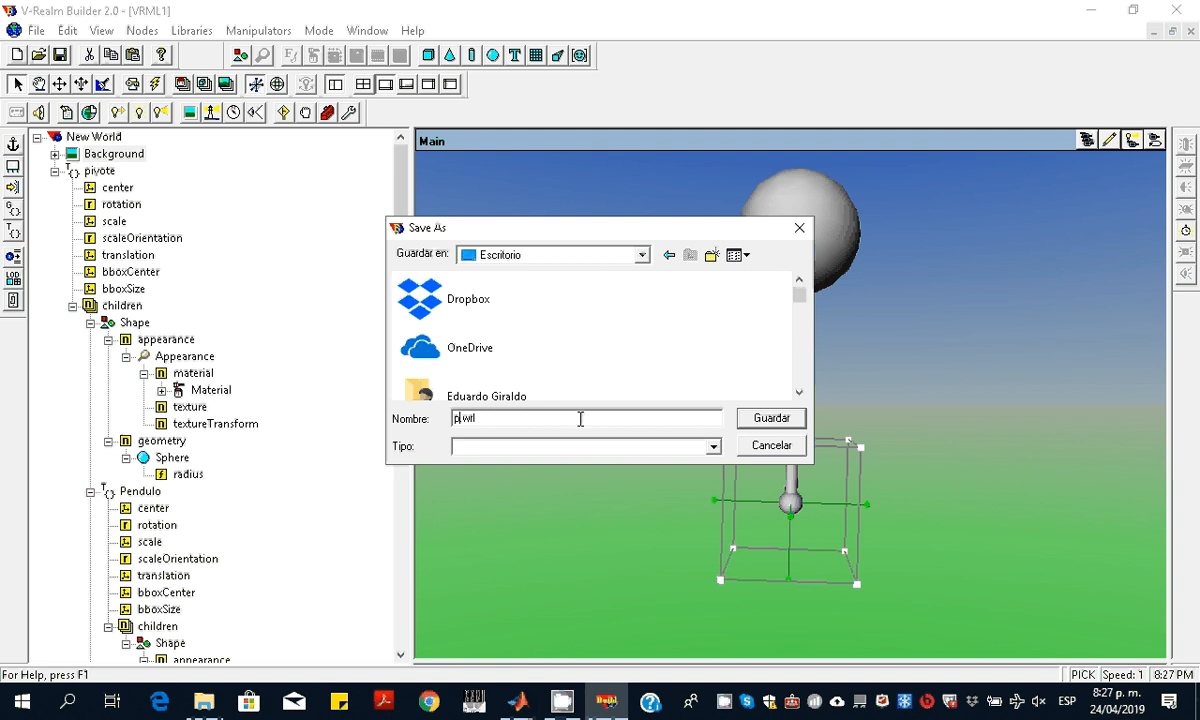 V-Realm Builder 2.0 - [VRML1]
File Edit View Nodes Libraries Manipulators Mode Window Help
New World
Background
pivote
center
rotation
scale
scaleOrientation
translation
bboxCenter
bboxSize
children
Shape
appearance
Appearance
material
Material
texture
textureTransform
geometry
Sphere
radius
Pendulo
center
rotation
scale
scaleOrientation
translation
bboxCenter
bboxSize
children
Shape
appearance
Main
Save As
Guardar en: Escritorio
Dropbox
OneDrive
Eduardo Giraldo
Nombre: p.wrl Guardar
Tipo: Cancelar
For Help, press F1 PICK Speed: 1 8:27 PM
ESP 8:27 p. m.
24/04/2019